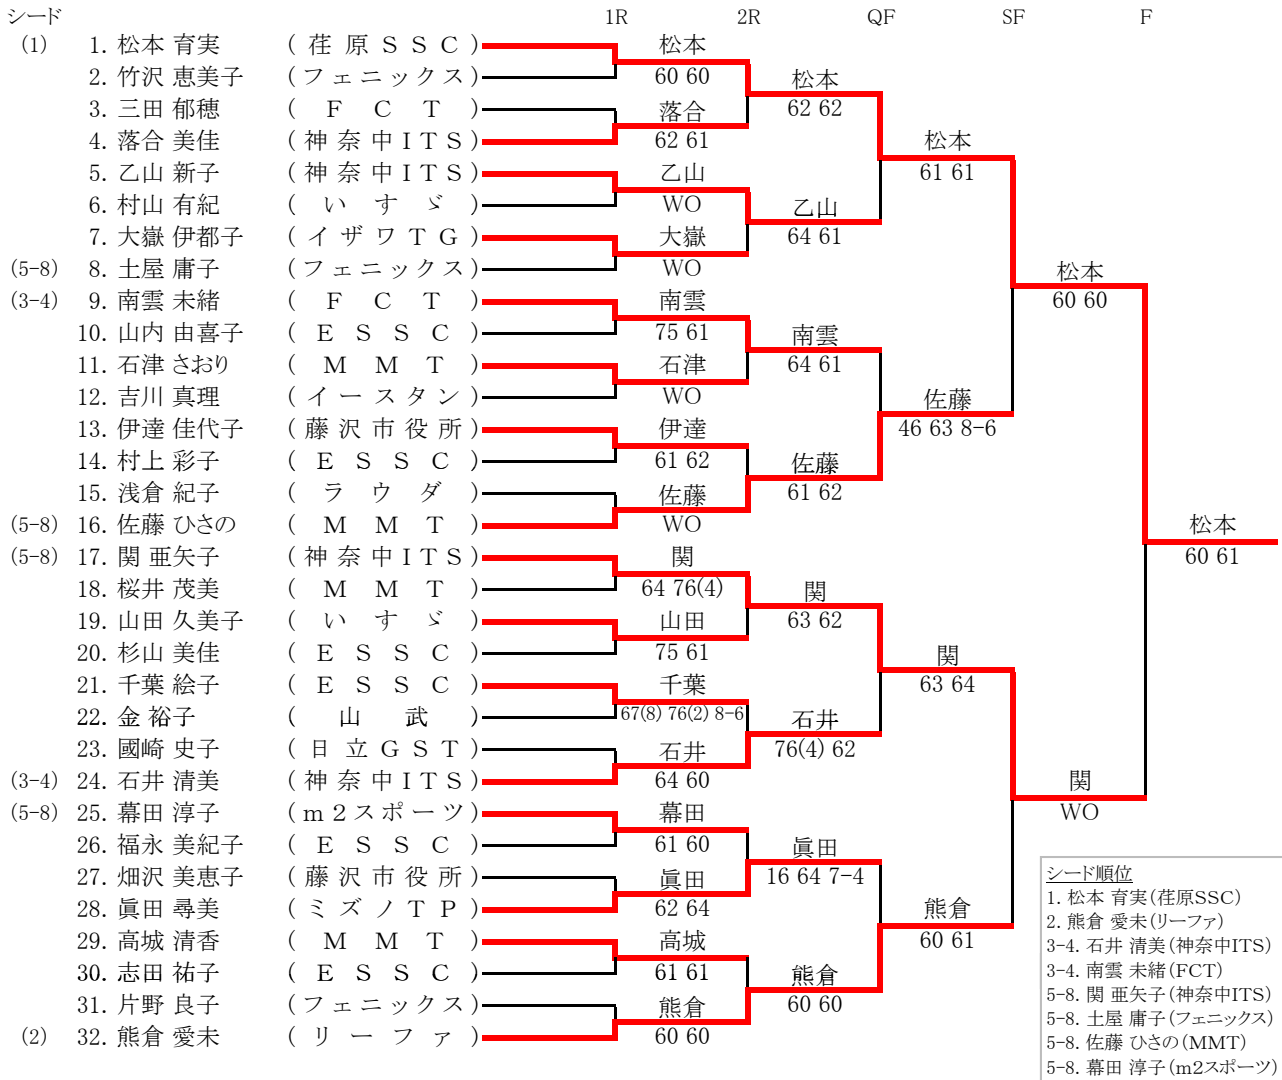 シード 1R 2R QF SF F
(1) 1. 松本 育実 (荏原SSC) 松本
2. 竹沢 恵美子 (フェニックス) 60 60 松本
3. 三田 郁穂 (FCT) 落合 62 62
4. 落合 美佳 (神奈中ITS) 62 61 松本
5. 乙山 新子 (神奈中ITS) 乙山 61 61
6. 村山 有紀 (いすゞ) WO 乙山
7. 大嶽 伊都子 (イザワTG) 大嶽 64 61
(5-8) 8. 土屋 庸子 (フェニックス) WO 松本
(3-4) 9. 南雲 未緒 (FCT) 南雲 60 60
10. 山内 由喜子 (ESSC) 75 61 南雲
11. 石津 さおり (MMT) 石津 64 61
12. 吉川 真理 (イースタン) WO 佐藤
13. 伊達 佳代子 (藤沢市役所) 伊達 46 63 8-6
14. 村上 彩子 (ESSC) 61 62 佐藤
15. 浅倉 紀子 (ラウダ) 佐藤 61 62
(5-8) 16. 佐藤 ひさの (MMT) WO 松本
(5-8) 17. 関 亜矢子 (神奈中ITS) 関 60 61
18. 桜井 茂美 (MMT) 64 76(4) 関
19. 山田 久美子 (いすゞ) 山田 63 62
20. 杉山 美佳 (ESSC) 75 61 関
21. 千葉 絵子 (ESSC) 千葉 63 64
22. 金 裕子 (山武) 67(8) 76(2) 8-6 石井
23. 國崎 史子 (日立GST) 石井 76(4) 62
(3-4) 24. 石井 清美 (神奈中ITS) 64 60 関
(5-8) 25. 幕田 淳子 (m2スポーツ) 幕田 WO
26. 福永 美紀子 (ESSC) 61 60 眞田
27. 畑沢 美恵子 (藤沢市役所) 眞田 16 64 7-4
28. 眞田 尋美 (ミズノTP) 62 64 熊倉
29. 高城 清香 (MMT) 高城 60 61
30. 志田 祐子 (ESSC) 61 61 熊倉
31. 片野 良子 (フェニックス) 熊倉 60 60
(2) 32. 熊倉 愛未 (リーファ) 60 60
シード順位
1. 松本 育実(荏原SSC)
2. 熊倉 愛未(リーファ)
3-4. 石井 清美(神奈中ITS)
3-4. 南雲 未緒(FCT)
5-8. 関 亜矢子(神奈中ITS)
5-8. 土屋 庸子(フェニックス)
5-8. 佐藤 ひさの(MMT)
5-8. 幕田 淳子(m2スポーツ)